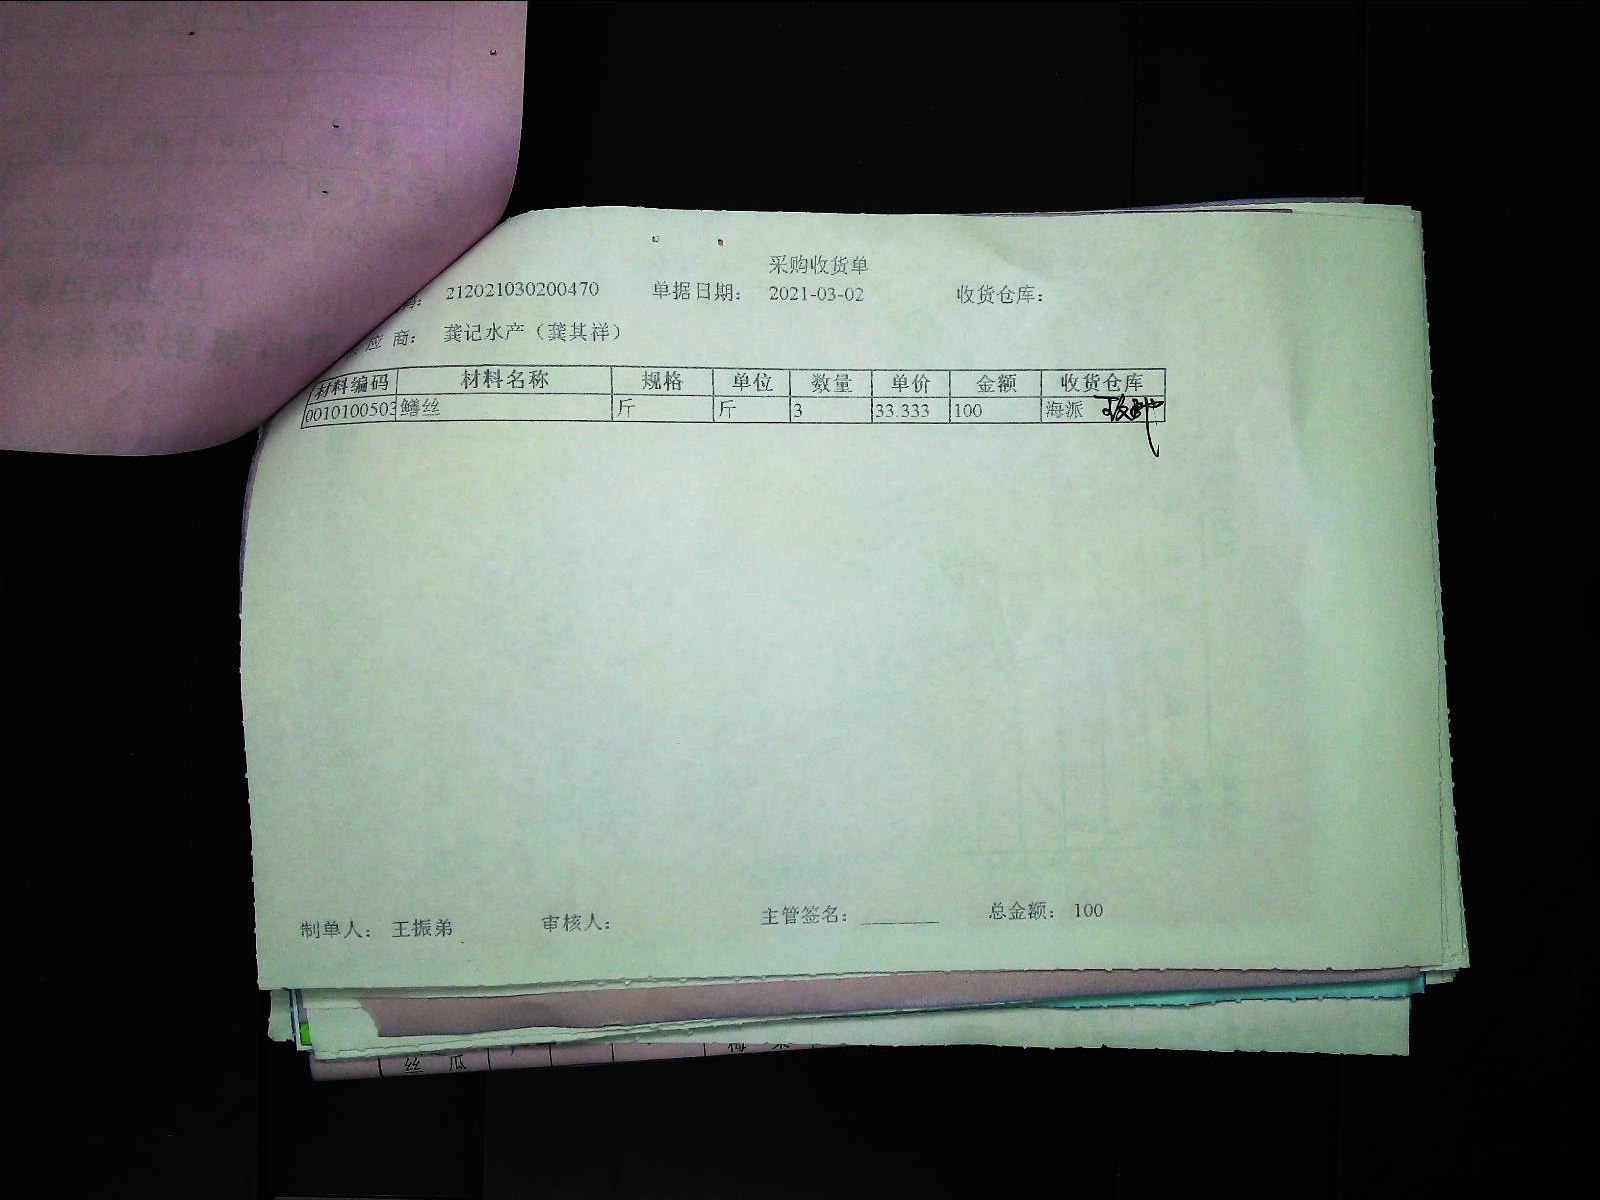 采购收货单
212021030200470 单据日期： 2021-03-02 收货仓库：
应 商： 龚记水产（龚其祥）
材料编码 材料名称 规格 单位 数量 单价 金额 收货仓库
0010100503 鳝丝 斤 斤 3 33.333 100 海派
制单人： 王振弟 审核人： 主管签名： 总金额： 100
丝 瓜